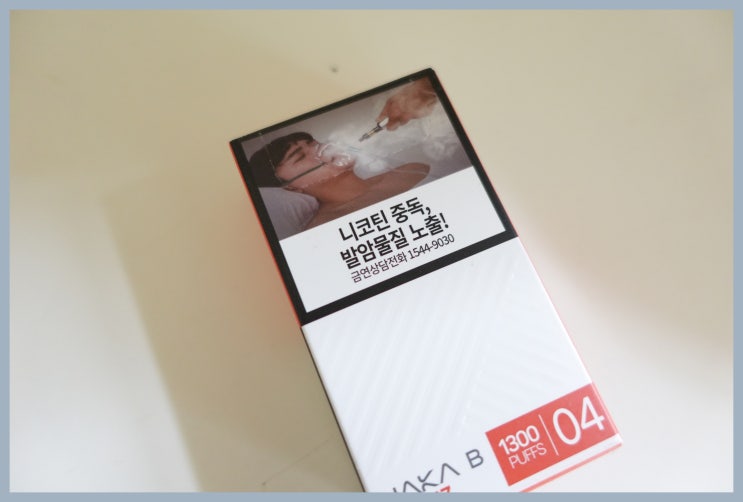 니코틴 중독,
발암물질 노출!
금연상담전화 1544-9030
1300
PUFFS
04
B